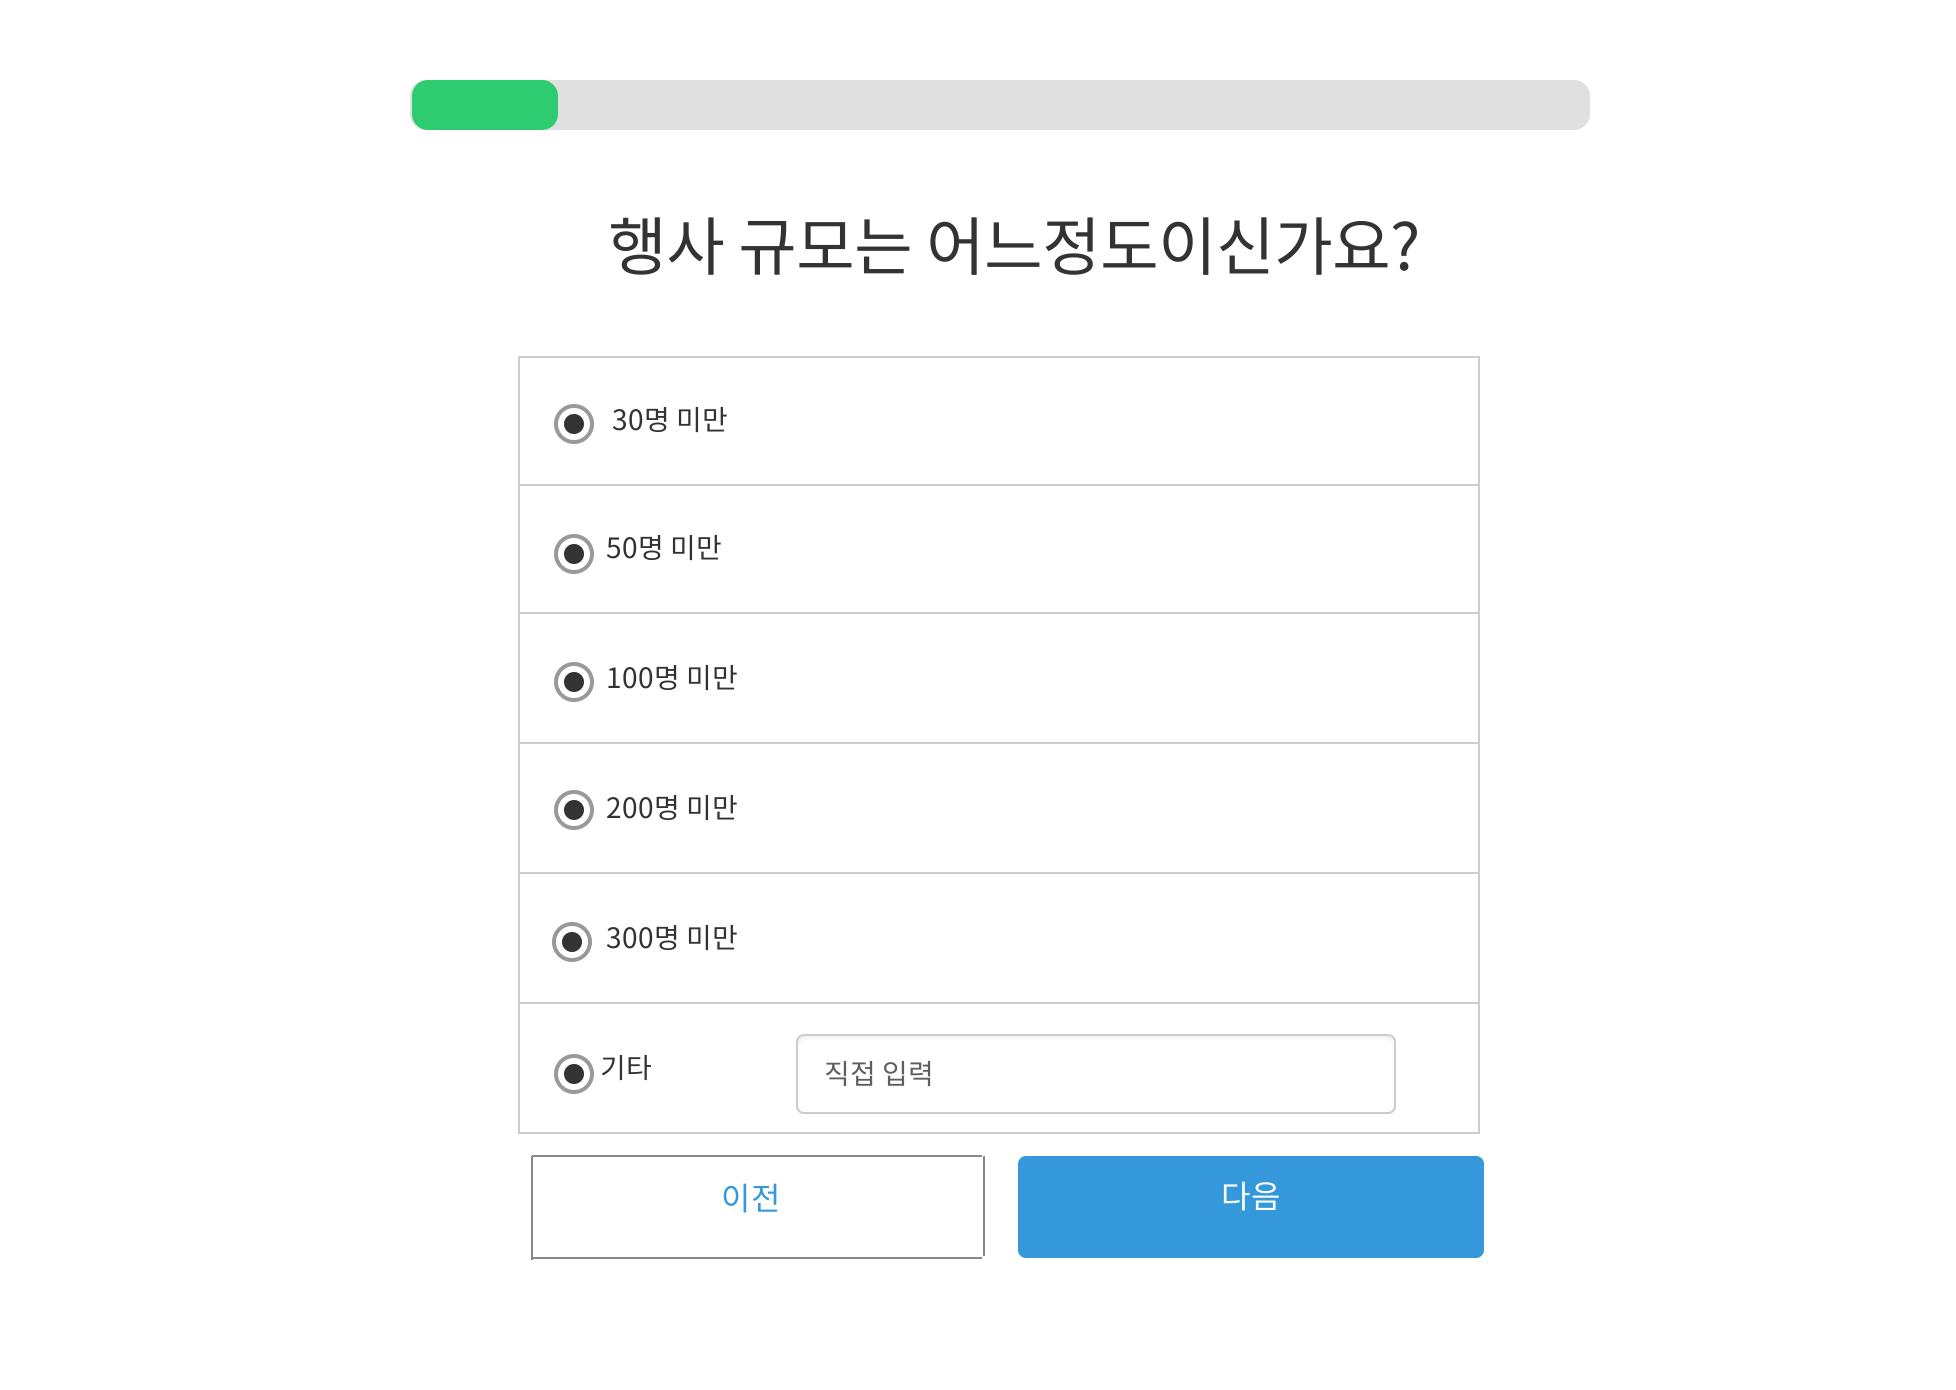 행사 규모는 어느정도이신가요?
30명 미만
50명 미만
100명 미만
200명 미만
300명 미만
기타
직접 입력
이전
다음